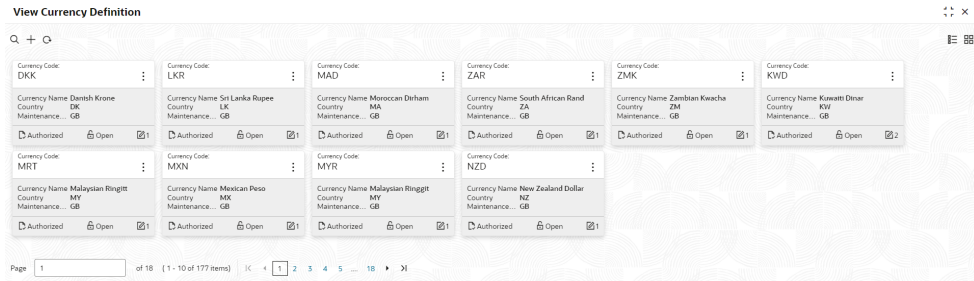 View Currency Definition
Currency Code:
DKK
Currency Name Danish Krone
Country DK
Maintenance... GB
Authorized Open 1
Currency Code:
LKR
Currency Name Sri Lanka Rupee
Country LK
Maintenance... GB
Authorized Open 1
Currency Code:
MAD
Currency Name Moroccan Dirham
Country MA
Maintenance... GB
Authorized Open 1
Currency Code:
ZAR
Currency Name South African Rand
Country ZA
Maintenance... GB
Authorized Open 1
Currency Code:
ZMK
Currency Name Zambian Kwacha
Country ZM
Maintenance... GB
Authorized Open 1
Currency Code:
KWD
Currency Name Kuwaiti Dinar
Country KW
Maintenance... GB
Authorized Open 2
Currency Code:
MRT
Currency Name Malaysian Ringitt
Country MY
Maintenance... GB
Authorized Open 1
Currency Code:
MXN
Currency Name Mexican Peso
Country MX
Maintenance... GB
Authorized Open 1
Currency Code:
MYR
Currency Name Malaysian Ringgit
Country MY
Maintenance... GB
Authorized Open 1
Currency Code:
NZD
Currency Name New Zealand Dollar
Country NZ
Maintenance... GB
Authorized Open 1
Page 1 of 18 (1 - 10 of 177 items) 1 2 3 4 5 ... 18